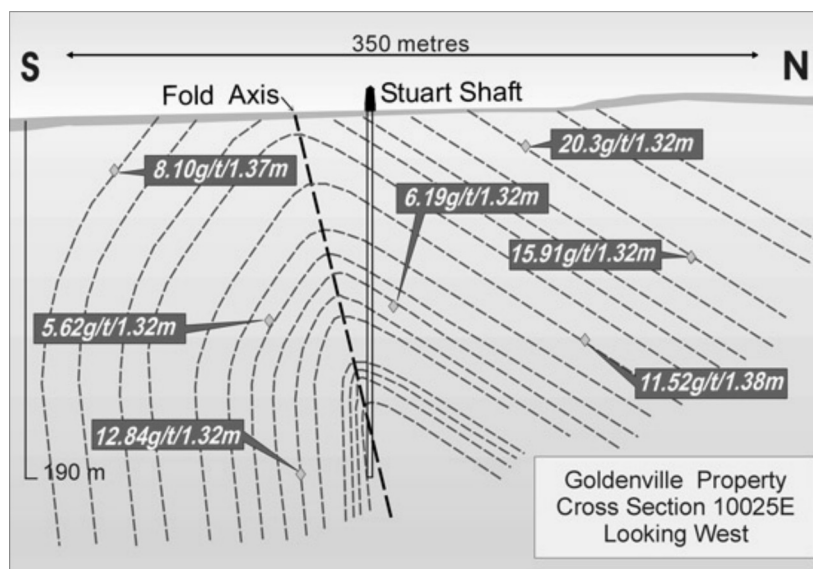 350 metres
S
N
Fold Axis
Stuart Shaft
8.10g/t/1.37m
20.3g/t/1.32m
6.19g/t/1.32m
15.91g/t/1.32m
5.62g/t/1.32m
11.52g/t/1.38m
12.84g/t/1.32m
190 m
Goldenville Property
Cross Section 10025E
Looking West